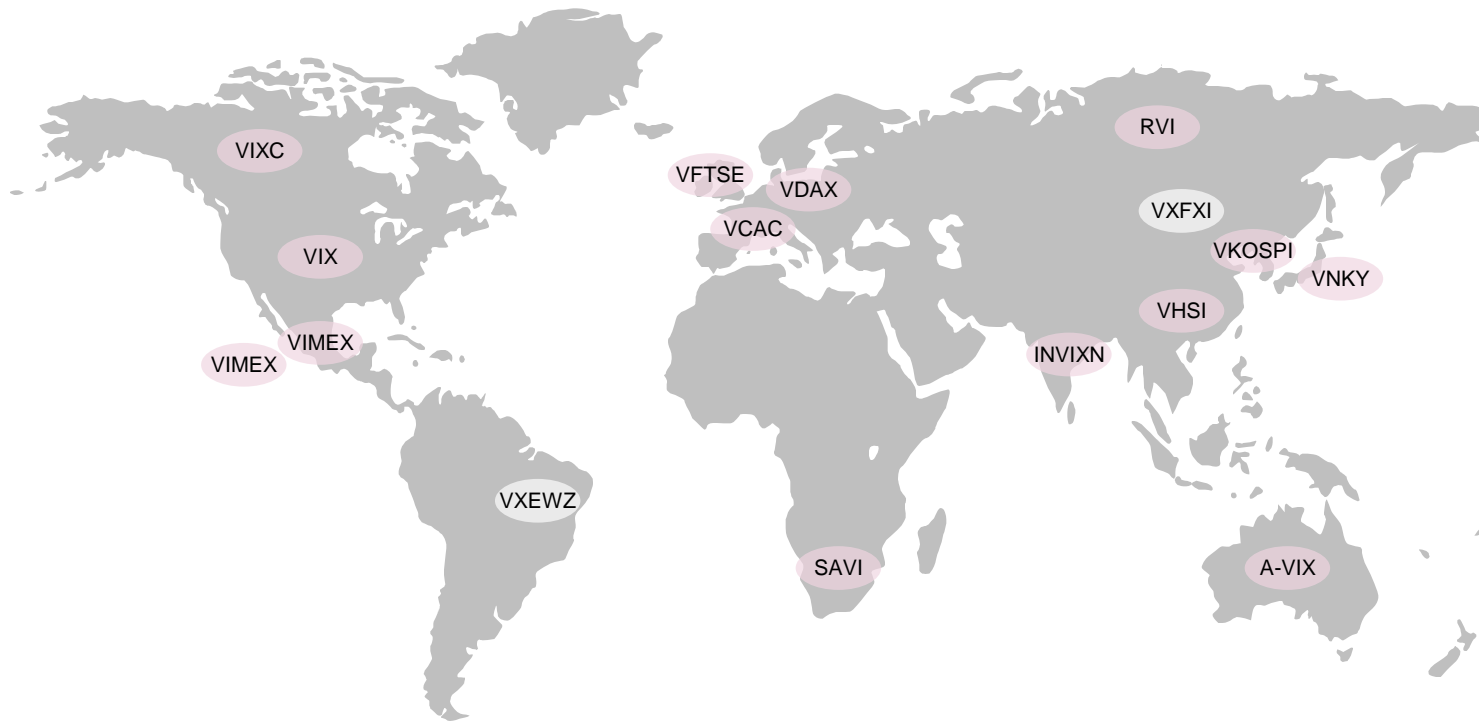 RVI
VIXC
VFTSE
VDAX
VXFXI
VCAC
VKOSPI
VIX
VNKY
VHSI
VIMEX
INVIXN
VIMEX
VXEWZ
SAVI
A-VIX